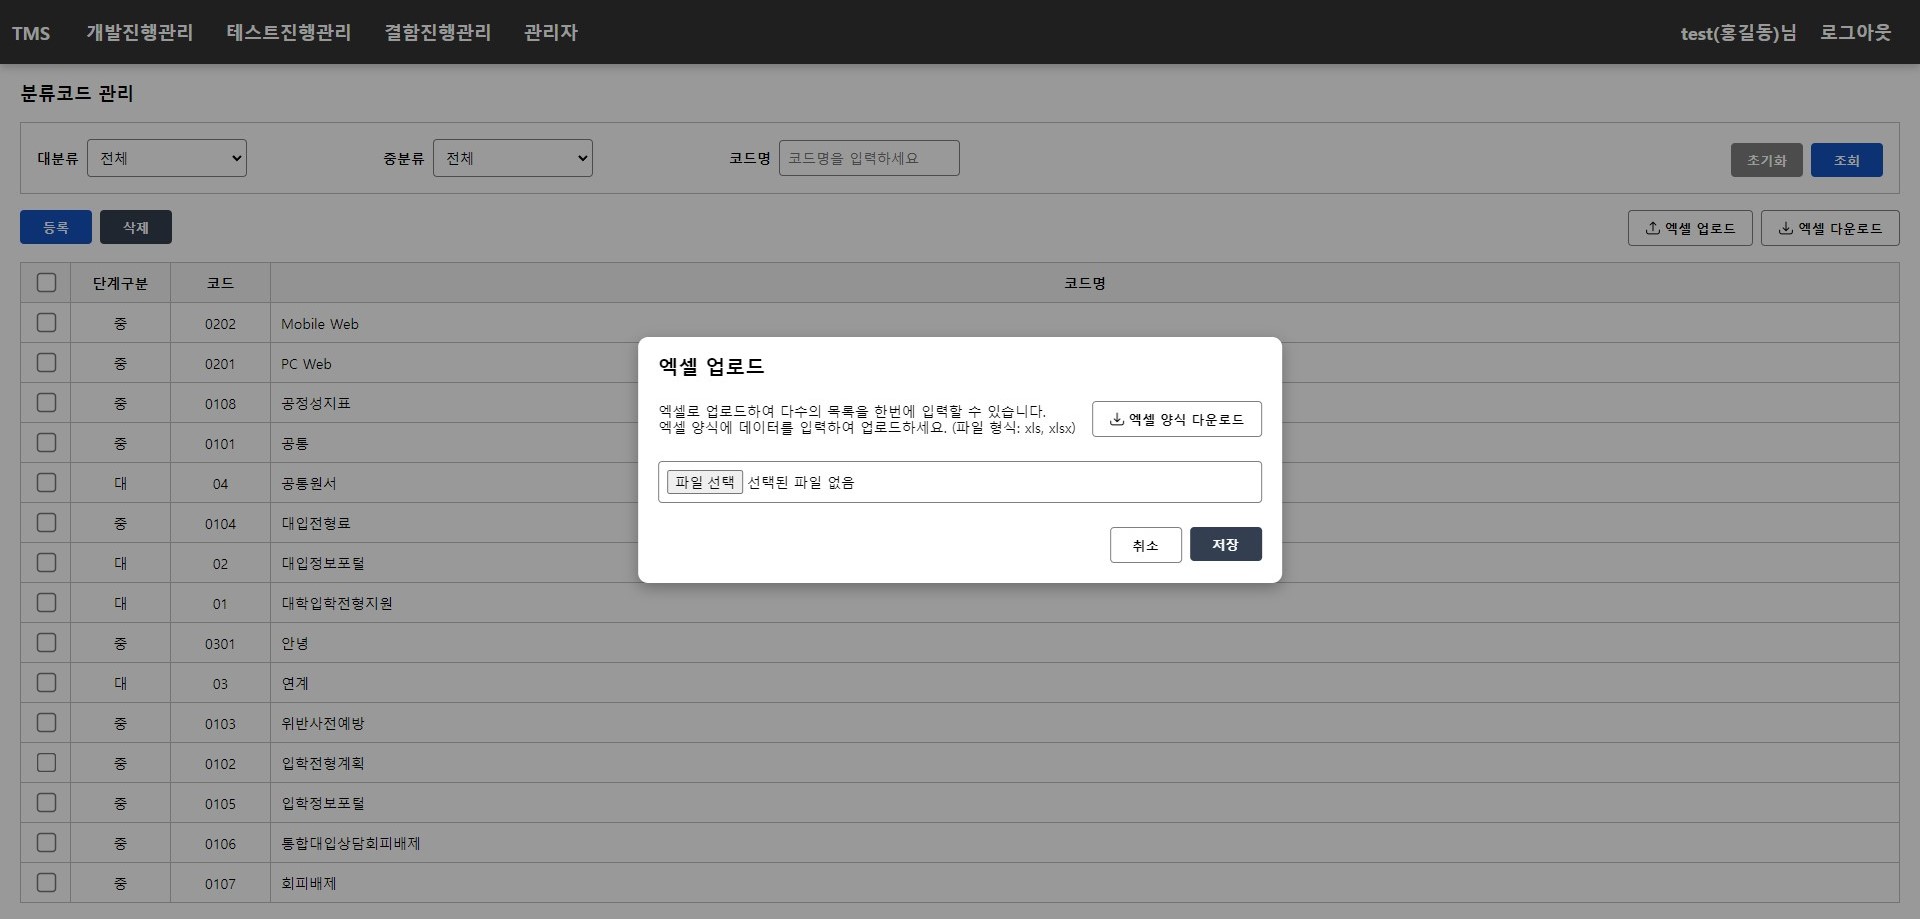 TMS 개발진행관리 테스트진행관리 결함진행관리 관리자 test(홍길동)님 로그아웃
분류코드 관리
대분류 전체 중분류 전체 코드명 코드명을 입력하세요 초기화 조회
등록 삭제 엑셀 업로드 엑셀 다운로드
단계구분 코드 코드명
중 0202 Mobile Web
중 0201 PC Web
중 0108 공정성지표
중 0101 공통
대 04 공통원서
중 0104 대입전형료
대 02 대입정보포털
대 01 대학입학전형지원
중 0301 안녕
대 03 연계
중 0103 위반사전예방
중 0102 입학전형계획
중 0105 입학정보포털
중 0106 통합대입상담회피배제
중 0107 회피배제
엑셀 업로드
엑셀로 업로드하여 다수의 목록을 한번에 입력할 수 있습니다.
엑셀 양식에 데이터를 입력하여 업로드하세요. (파일 형식: xls, xlsx)
엑셀 양식 다운로드
파일 선택 선택된 파일 없음
취소 저장